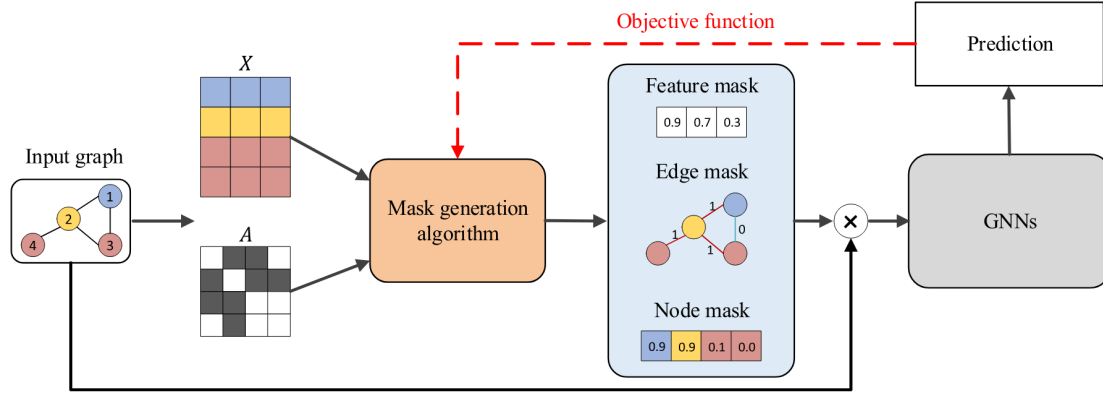 Objective function
Prediction
X
Feature mask
0.9 0.7 0.3
Input graph
1
2
4 3
Edge mask
1
0
1
1
Mask generation
algorithm
GNNs
×
A
Node mask
0.9 0.9 0.1 0.0